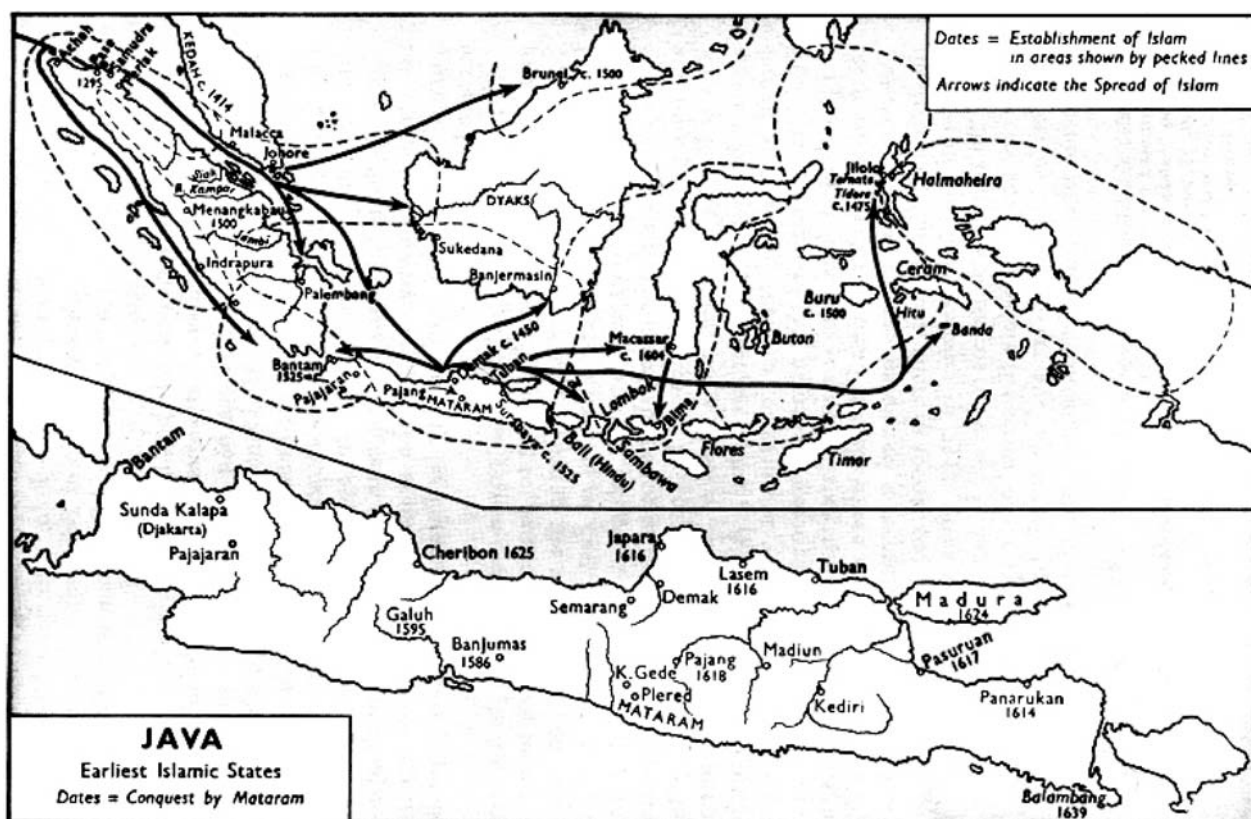 Dates = Establishment of Islam
in areas shown by pecked lines
Arrows indicate the Spread of Islam
Acheh
Pase
Samudra
Perlak
1295
KEDAH c. 1414
Malacca
Johore
Siak
R. Kampar
Menangkabau
1500
Jambi
Indrapura
Palembang
Brunei c. 1500
DYAKS
Sukedana
Banjermasin
Jilolo
Ternate
Tidore
c. 1475
Halmoheira
Ceram
Buru
c. 1500
Hitu
Banda
Buton
Macassar
c. 1604
Bantam
1525
Pajajaran
Demak c. 1450
Tuban
Pajang
MATARAM
Surabaya c. 1525
Bali (Hindu)
Lombok
Sambawa
Bima
Flores
Timor
Bantam
Sunda Kalapa
(Djakarta)
Pajajaran
Cheribon 1625
Japara
1616
Lasem
1616
Tuban
Semarang
Demak
Madura
1624
Galuh
1595
BanJumas
1586
K. Gede
Pajang
1618
Plered
MATARAM
Madiun
Kediri
Pasuruan
1617
Panarukan
1614
Balambang
1639
JAVA
Earliest Islamic States
Dates = Conquest by Mataram